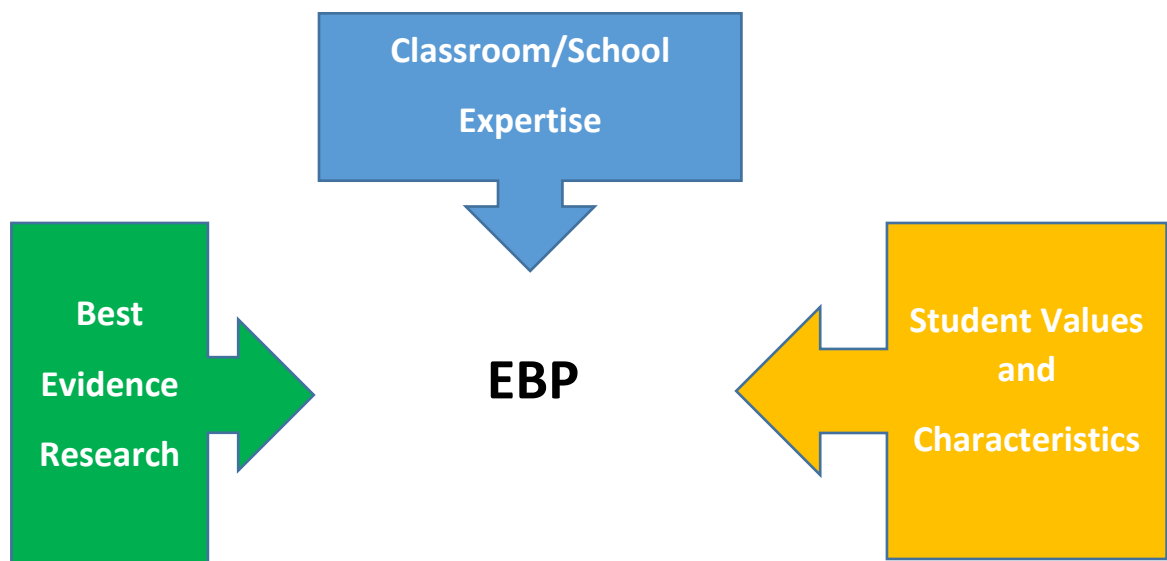 Classroom/School
Expertise
Best
Evidence
Research
EBP
Student Values
and
Characteristics